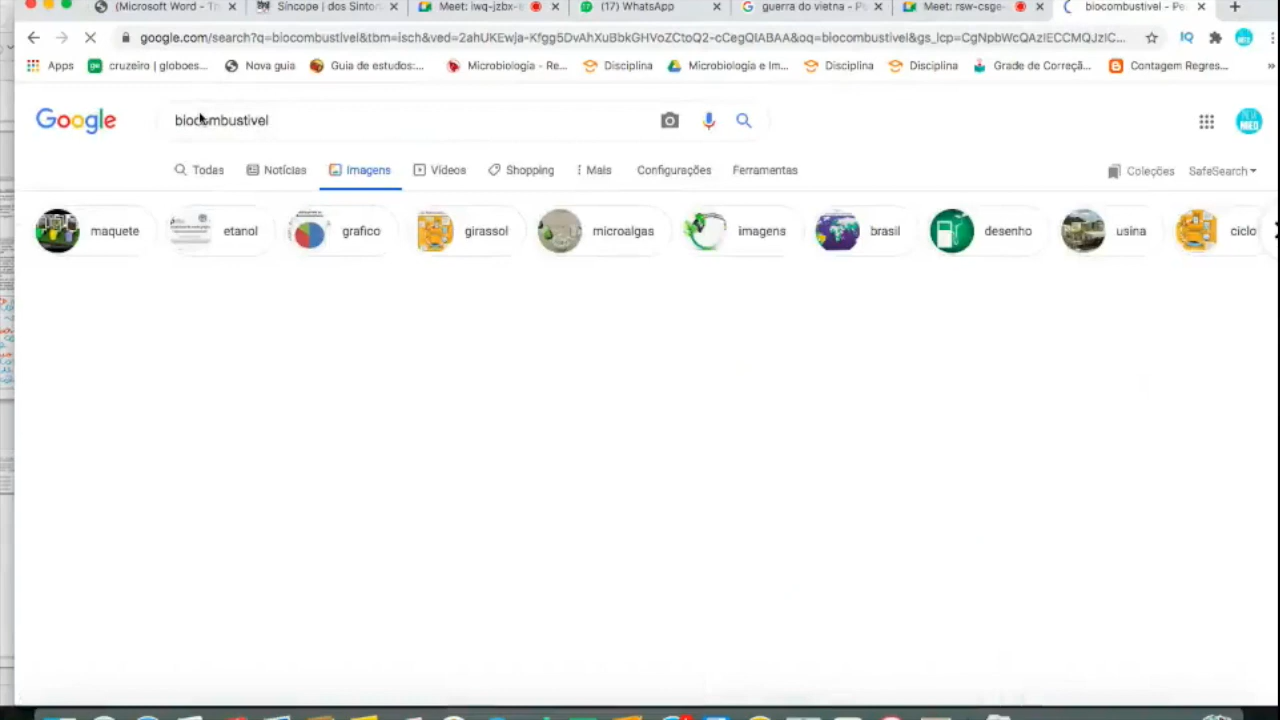 (Microsoft Word - Th
Síncope | dos Sintor
Meet: iwq-jzbx-
(17) WhatsApp
guerra do vietna - P
Meet: rsw-csge-
biocombustivel - Pe
google.com/search?q=biocombustivel&tbm=isch&ved=2ahUKEwja-Kfgg5DvAhXuBbkGHVoZCtoQ2-cCegQIABAA&oq=biocombustivel&gs_lcp=CgNpbWcQAzIECCMQJzIC...
Apps
cruzeiro | globoes...
Nova guia
Guia de estudos:...
Microbiologia - Re...
Disciplina
Microbiologia e Im...
Disciplina
Disciplina
Grade de Correçã...
Contagem Regres...
Google
biocombustivel
Todas
Notícias
Imagens
Vídeos
Shopping
Mais
Configurações
Ferramentas
Coleções
SafeSearch
maquete
etanol
grafico
girassol
microalgas
imagens
brasil
desenho
usina
ciclo